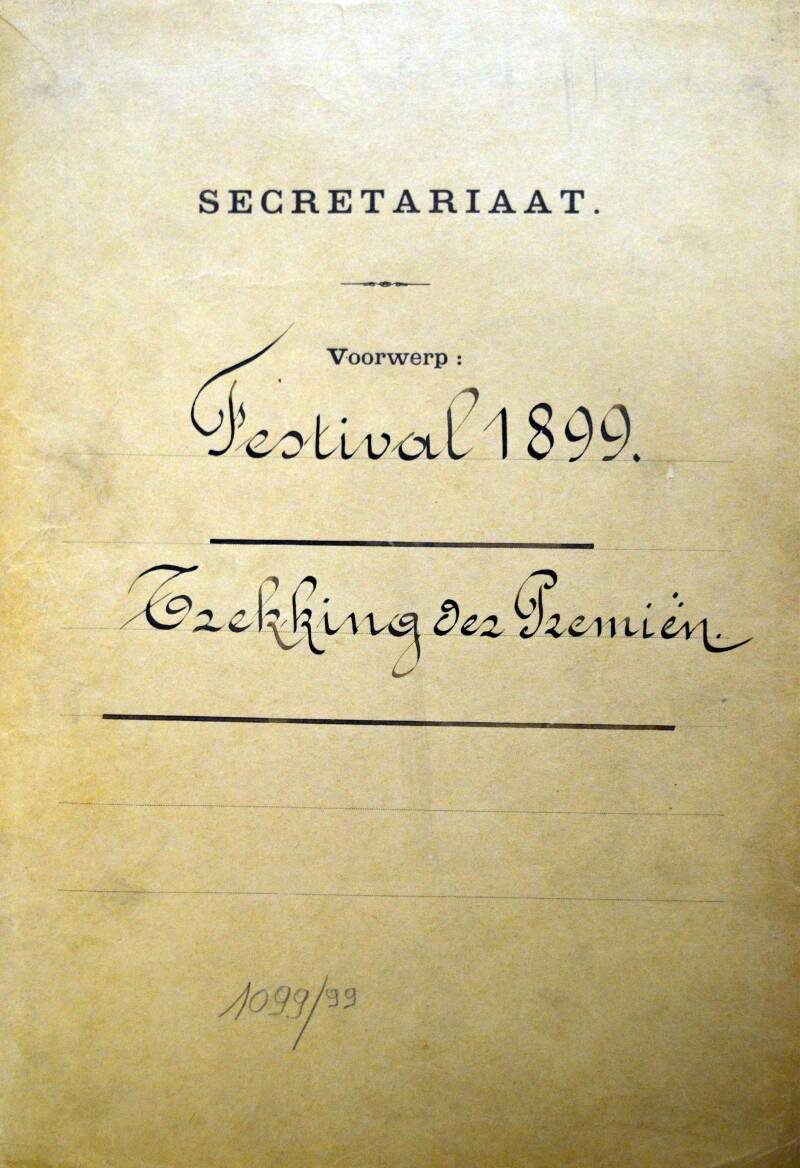 SECRETARIAAT.
Voorwerp :
Festival 1899.
Trekking der Premiën.
1099/99